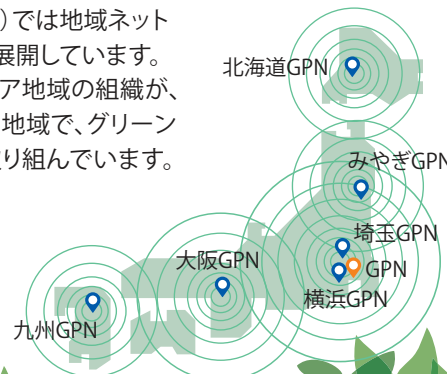 ）では地域ネット
展開しています。
ア地域の組織が、
地域で、グリーン
り組んでいます。
北海道GPN
みやぎGPN
埼玉GPN
GPN
横浜GPN
大阪GPN
九州GPN